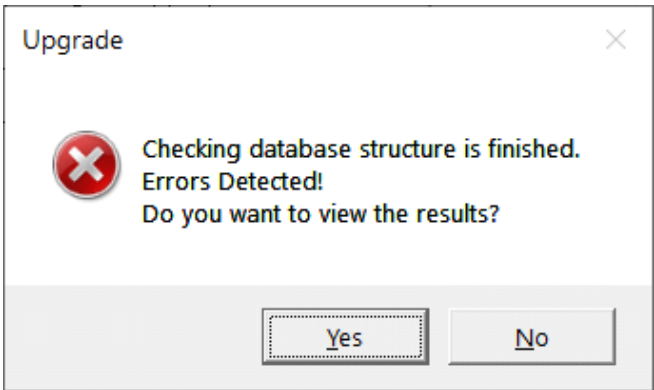 Upgrade
Checking database structure is finished.
Errors Detected!
Do you want to view the results?
Yes
No